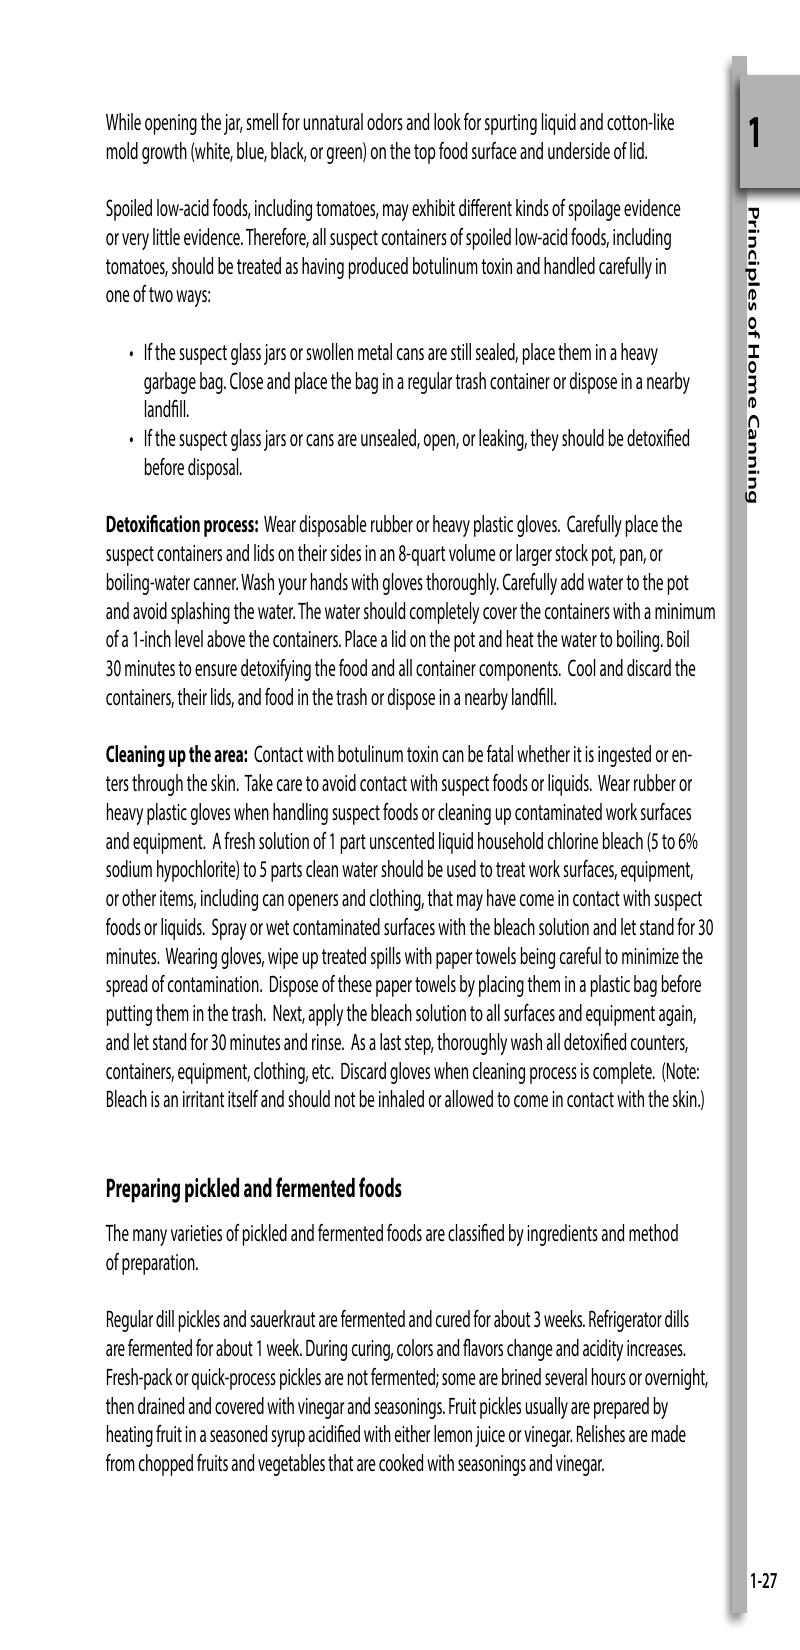 While opening the jar, smell for unnatural odors and look for spurting liquid and cotton-like
mold growth (white, blue, black, or green) on the top food surface and underside of lid.
Spoiled low-acid foods, including tomatoes, may exhibit different kinds of spoilage evidence
or very little evidence. Therefore, all suspect containers of spoiled low-acid foods, including
tomatoes, should be treated as having produced botulinum toxin and handled carefully in
one of two ways:
• If the suspect glass jars or swollen metal cans are still sealed, place them in a heavy
garbage bag. Close and place the bag in a regular trash container or dispose in a nearby
landfill.
• If the suspect glass jars or cans are unsealed, open, or leaking, they should be detoxified
before disposal.
Detoxification process: Wear disposable rubber or heavy plastic gloves. Carefully place the
suspect containers and lids on their sides in an 8-quart volume or larger stock pot, pan, or
boiling-water canner. Wash your hands with gloves thoroughly. Carefully add water to the pot
and avoid splashing the water. The water should completely cover the containers with a minimum
of a 1-inch level above the containers. Place a lid on the pot and heat the water to boiling. Boil
30 minutes to ensure detoxifying the food and all container components. Cool and discard the
containers, their lids, and food in the trash or dispose in a nearby landfill.
Cleaning up the area: Contact with botulinum toxin can be fatal whether it is ingested or en-
ters through the skin. Take care to avoid contact with suspect foods or liquids. Wear rubber or
heavy plastic gloves when handling suspect foods or cleaning up contaminated work surfaces
and equipment. A fresh solution of 1 part unscented liquid household chlorine bleach (5 to 6%
sodium hypochlorite) to 5 parts clean water should be used to treat work surfaces, equipment,
or other items, including can openers and clothing, that may have come in contact with suspect
foods or liquids. Spray or wet contaminated surfaces with the bleach solution and let stand for 30
minutes. Wearing gloves, wipe up treated spills with paper towels being careful to minimize the
spread of contamination. Dispose of these paper towels by placing them in a plastic bag before
putting them in the trash. Next, apply the bleach solution to all surfaces and equipment again,
and let stand for 30 minutes and rinse. As a last step, thoroughly wash all detoxified counters,
containers, equipment, clothing, etc. Discard gloves when cleaning process is complete. (Note:
Bleach is an irritant itself and should not be inhaled or allowed to come in contact with the skin.)
Preparing pickled and fermented foods
The many varieties of pickled and fermented foods are classified by ingredients and method
of preparation.
Regular dill pickles and sauerkraut are fermented and cured for about 3 weeks. Refrigerator dills
are fermented for about 1 week. During curing, colors and flavors change and acidity increases.
Fresh-pack or quick-process pickles are not fermented; some are brined several hours or overnight,
then drained and covered with vinegar and seasonings. Fruit pickles usually are prepared by
heating fruit in a seasoned syrup acidified with either lemon juice or vinegar. Relishes are made
from chopped fruits and vegetables that are cooked with seasonings and vinegar.
1
Principles of Home Canning
1-27